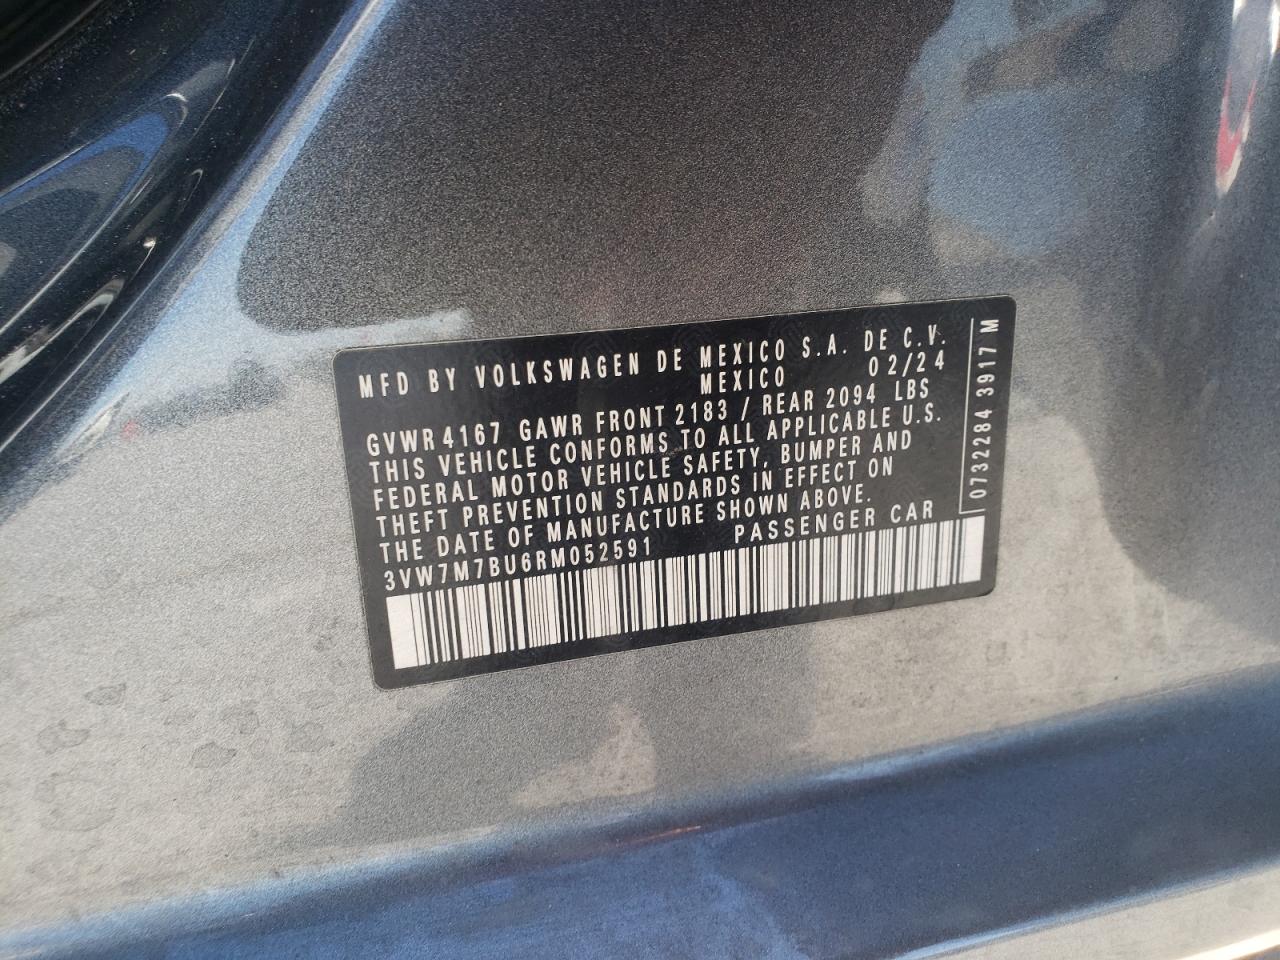 MFD BY VOLKSWAGEN DE MEXICO S.A. DE C.V.
MEXICO 02/24
GVWR 4167 GAWR FRONT 2183 / REAR 2094 LBS
THIS VEHICLE CONFORMS TO ALL APPLICABLE U.S.
FEDERAL MOTOR VEHICLE SAFETY, BUMPER AND
THEFT PREVENTION STANDARDS IN EFFECT ON
THE DATE OF MANUFACTURE SHOWN ABOVE.
3VW7M7BU6RM052591 PASSENGER CAR
0732284 3917 M